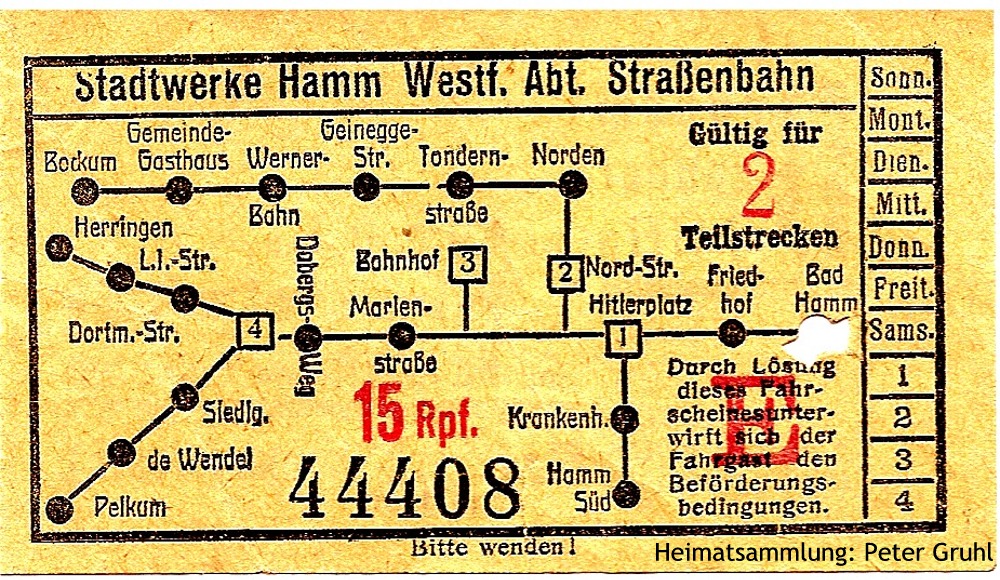 Stadtwerke Hamm Westf. Abt. Straßenbahn
Gemeinde-
Geinegge-
Bockum Gasthaus Werner- Str. Tondern- Norden
Bahn
straße
Gültig für
2
Teilstrecken
Herringen
L.I.-Str.
Dortm.-Str.
4
Dobergs-
Weg
Bahnhof 3
2 Nord-Str.
Marien-
straße
Hitlerplatz
1
Fried-
hof
Bad
Hamm
Siedlg.
de Wendel
Pelkum
15 Rpf.
44408
Krankenh.
Hamm
Süd
Durch Lösung
dieses Fahr-
scheinesunter-
wirft sich der
Fahrgast den
Beförderungs-
bedingungen.
E
Sonn.
Mont.
Dien.
Mitt.
Donn.
Freit.
Sams.
1
2
3
4
Bitte wenden!
Heimatsammlung: Peter Gruhl